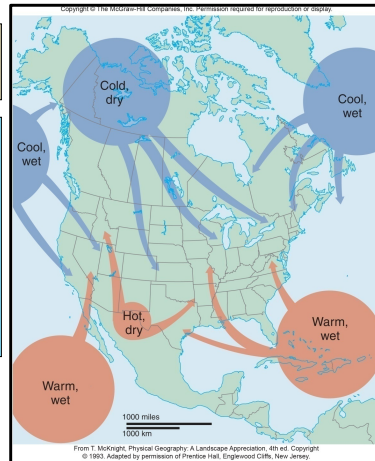 Copyright © The McGraw-Hill Companies, Inc. Permission required for reproduction or display.
Cold,
dry
Cool,
wet
Cool,
wet
Hot,
dry
Warm,
wet
Warm,
wet
1000 miles
1000 km
From T. McKnight, Physical Geography: A Landscape Appreciation, 4th ed. Copyright
© 1993. Adapted by permission of Prentice Hall, Englewood Cliffs, New Jersey.